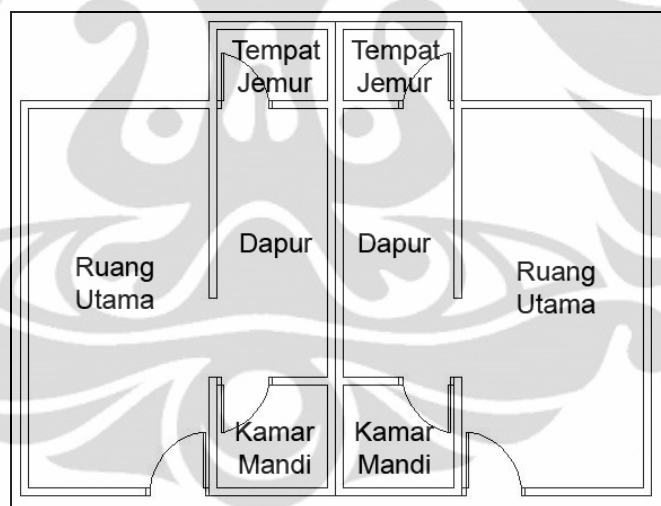 Tempat
Jemur
Tempat
Jemur
Dapur
Dapur
Ruang
Utama
Ruang
Utama
Kamar
Mandi
Kamar
Mandi